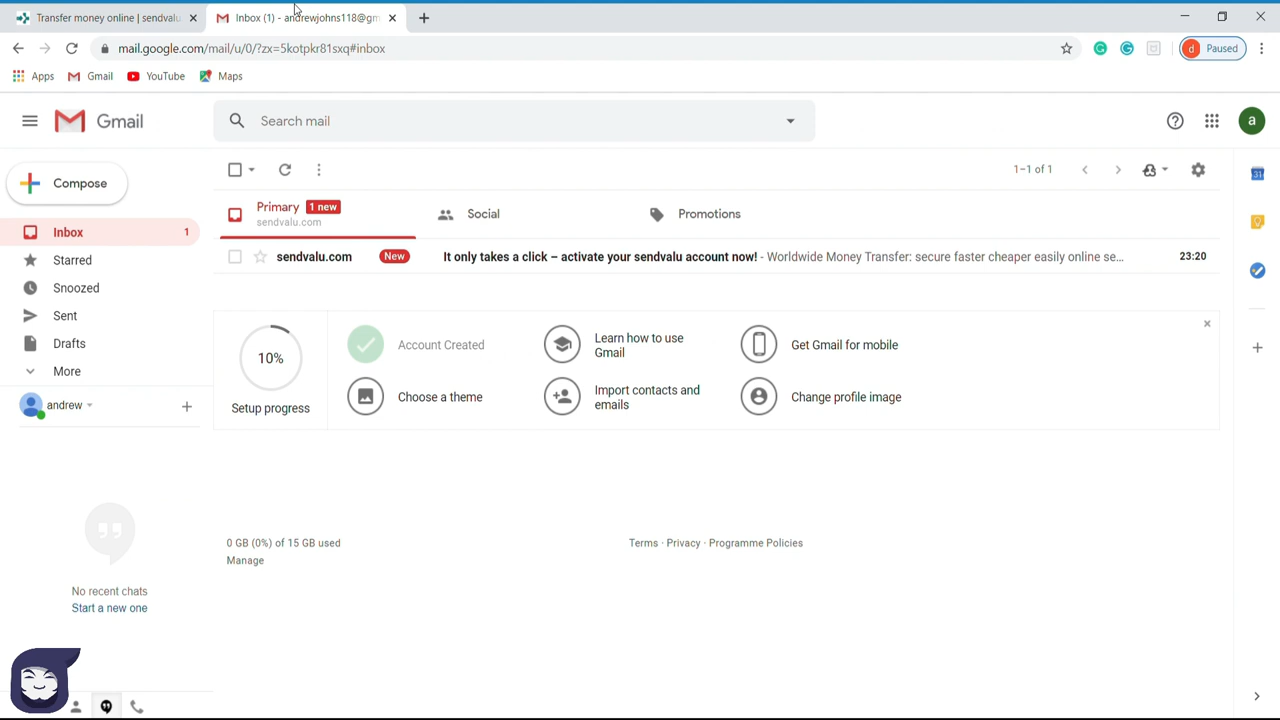 Transfer money online | sendvalu
Inbox (1) - andrewjohns118@gm
mail.google.com/mail/u/0/?zx=5kotpkr81sxq#inbox
d Paused
Apps Gmail YouTube Maps
Gmail
Search mail
a
Compose
1–1 of 1
31
Primary 1 new
sendvalu.com
Social
Promotions
Inbox 1
Starred
Snoozed
Sent
Drafts
More
sendvalu.com New It only takes a click – activate your sendvalu account now! - Worldwide Money Transfer: secure faster cheaper easily online se… 23:20
10%
Setup progress
Account Created
Learn how to use
Gmail
Get Gmail for mobile
Choose a theme
Import contacts and
emails
Change profile image
andrew
No recent chats
Start a new one
0 GB (0%) of 15 GB used
Manage
Terms · Privacy · Programme Policies